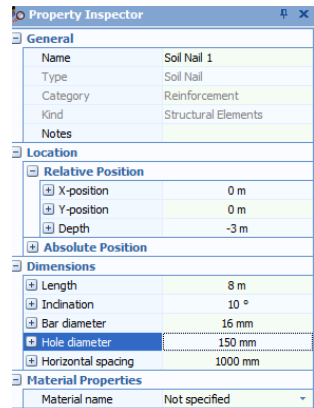 Property Inspector
General
Name Soil Nail 1
Type Soil Nail
Category Reinforcement
Kind Structural Elements
Notes
Location
Relative Position
X-position 0 m
Y-position 0 m
Depth -3 m
Absolute Position
Dimensions
Length 8 m
Inclination 10 °
Bar diameter 16 mm
Hole diameter 150 mm
Horizontal spacing 1000 mm
Material Properties
Material name Not specified